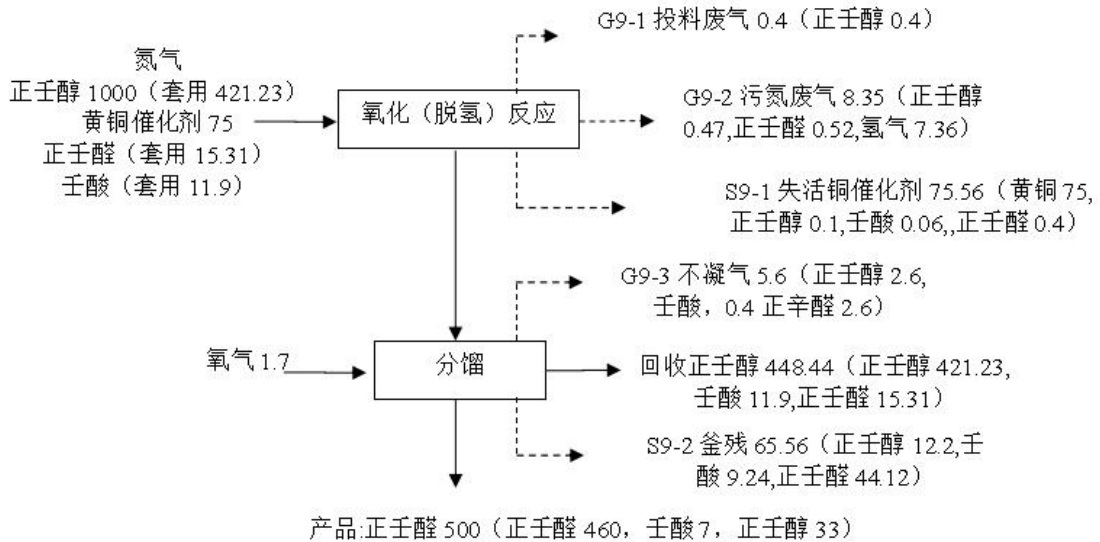 G9-1 投料废气 0.4（正壬醇 0.4）
氮气
正壬醇 1000（套用 421.23）
黄铜催化剂 75
正壬醛（套用 15.31）
壬酸（套用 11.9）
氧化（脱氢）反应
G9-2 污氮废气 8.35（正壬醇
0.47,正壬醛 0.52,氢气 7.36）
S9-1 失活铜催化剂 75.56（黄铜 75,
正壬醇 0.1,壬酸 0.06,,正壬醛 0.4）
G9-3 不凝气 5.6（正壬醇 2.6,
壬酸，0.4 正辛醛 2.6）
氧气 1.7
分馏
回收正壬醇 448.44（正壬醇 421.23,
壬酸 11.9,正壬醛 15.31）
S9-2 釜残 65.56（正壬醇 12.2,壬
酸 9.24,正壬醛 44.12）
产品:正壬醛 500（正壬醛 460，壬酸 7，正壬醇 33）